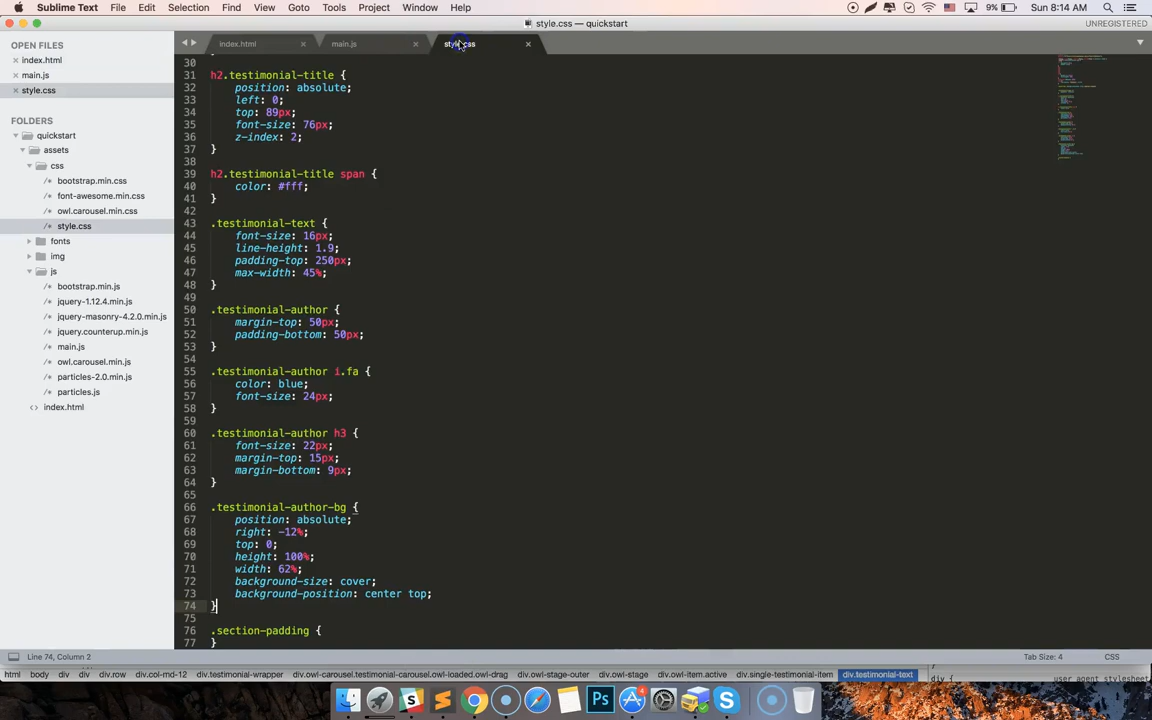 Sublime Text File Edit Selection Find View Goto Tools Project Window Help 9% Sun 8:14 AM
style.css — quickstart UNREGISTERED
OPEN FILES
index.html
main.js
style.css
FOLDERS
quickstart
assets
css
bootstrap.min.css
font-awesome.min.css
owl.carousel.min.css
style.css
fonts
img
js
bootstrap.min.js
jquery-1.12.4.min.js
jquery-masonry-4.2.0.min.js
jquery.counterup.min.js
main.js
owl.carousel.min.js
particles-2.0.min.js
particles.js
index.html
index.html main.js style.css
30
31 h2.testimonial-title {
32 position: absolute;
33 left: 0;
34 top: 89px;
35 font-size: 76px;
36 z-index: 2;
37 }
38
39 h2.testimonial-title span {
40 color: #fff;
41 }
42
43 .testimonial-text {
44 font-size: 16px;
45 line-height: 1.9;
46 padding-top: 250px;
47 max-width: 45%;
48 }
49
50 .testimonial-author {
51 margin-top: 50px;
52 padding-bottom: 50px;
53 }
54
55 .testimonial-author i.fa {
56 color: blue;
57 font-size: 24px;
58 }
59
60 .testimonial-author h3 {
61 font-size: 22px;
62 margin-top: 15px;
63 margin-bottom: 9px;
64 }
65
66 .testimonial-author-bg {
67 position: absolute;
68 right: -12%;
69 top: 0;
70 height: 100%;
71 width: 62%;
72 background-size: cover;
73 background-position: center top;
74 }
75
76 .section-padding {
77 }
Line 74, Column 2 Tab Size: 4 CSS
html body div div div.row div.col-md-12 div.testimonial-wrapper div.owl-carousel.testimonial-carousel.owl-loaded.owl-drag div.owl-stage-outer div.owl-stage div.owl-item.active div.single-testimonial-item div.testimonial-text div { user agent stylesheet
Ps